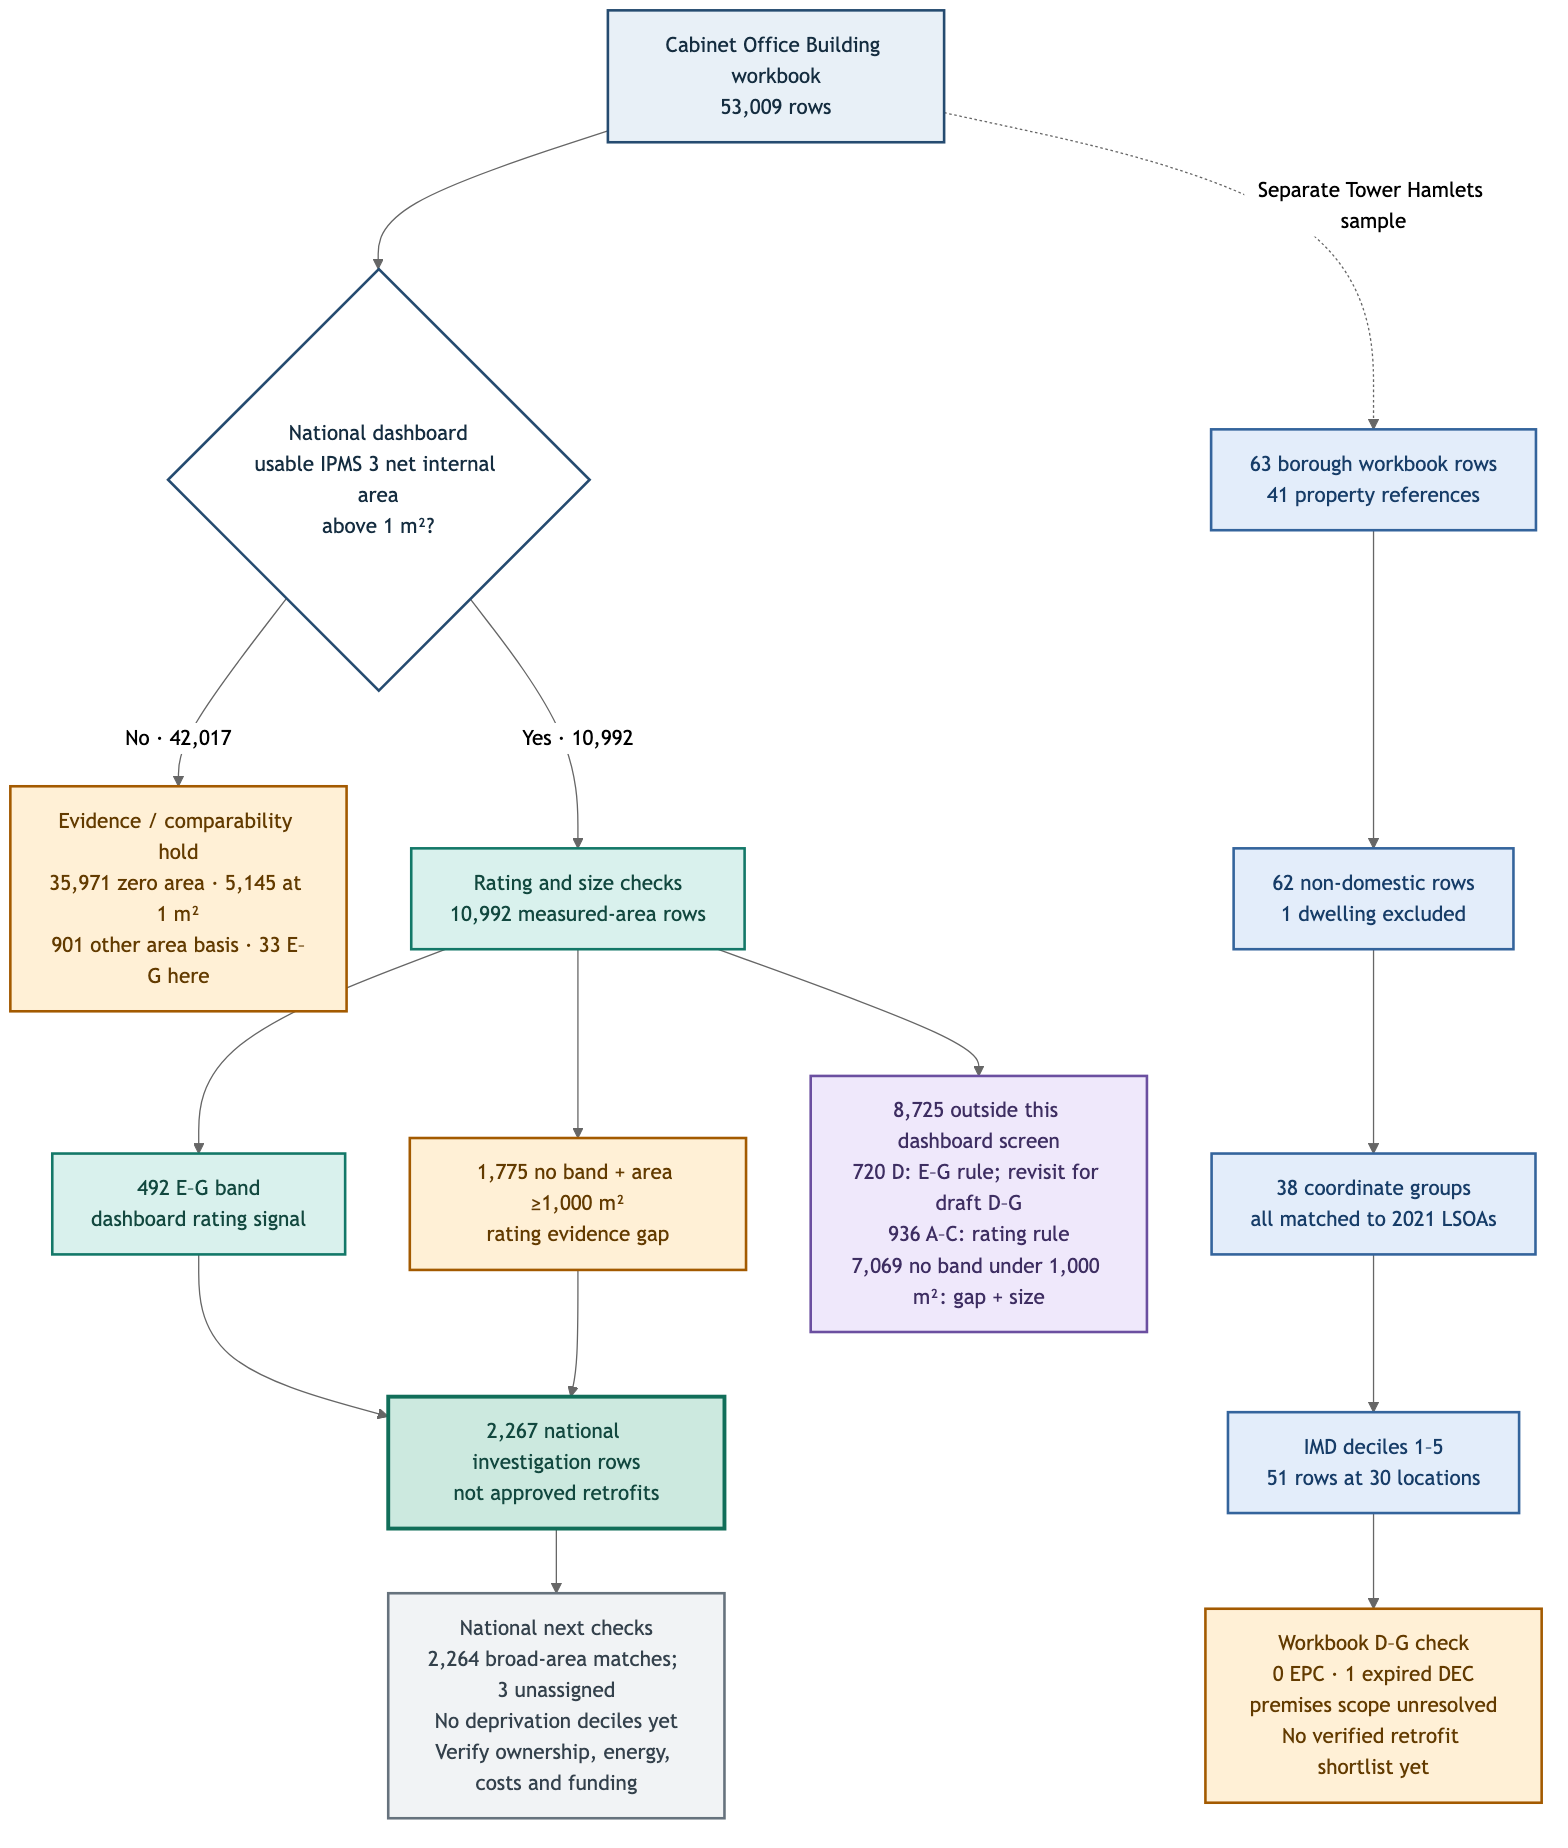 Cabinet Office Building
workbook
53,009 rows
Separate Tower Hamlets
sample
National dashboard
usable IPMS 3 net internal
area
above 1 m²?
63 borough workbook rows
41 property references
No · 42,017
Yes · 10,992
Evidence / comparability
hold
35,971 zero area · 5,145 at
1 m²
901 other area basis · 33 E–
G here
Rating and size checks
10,992 measured-area rows
62 non-domestic rows
1 dwelling excluded
492 E–G band
dashboard rating signal
1,775 no band + area
≥1,000 m²
rating evidence gap
8,725 outside this
dashboard screen
720 D: E–G rule; revisit for
draft D–G
936 A–C: rating rule
7,069 no band under 1,000
m²: gap + size
38 coordinate groups
all matched to 2021 LSOAs
2,267 national
investigation rows
not approved retrofits
IMD deciles 1–5
51 rows at 30 locations
National next checks
2,264 broad-area matches;
3 unassigned
No deprivation deciles yet
Verify ownership, energy,
costs and funding
Workbook D–G check
0 EPC · 1 expired DEC
premises scope unresolved
No verified retrofit
shortlist yet